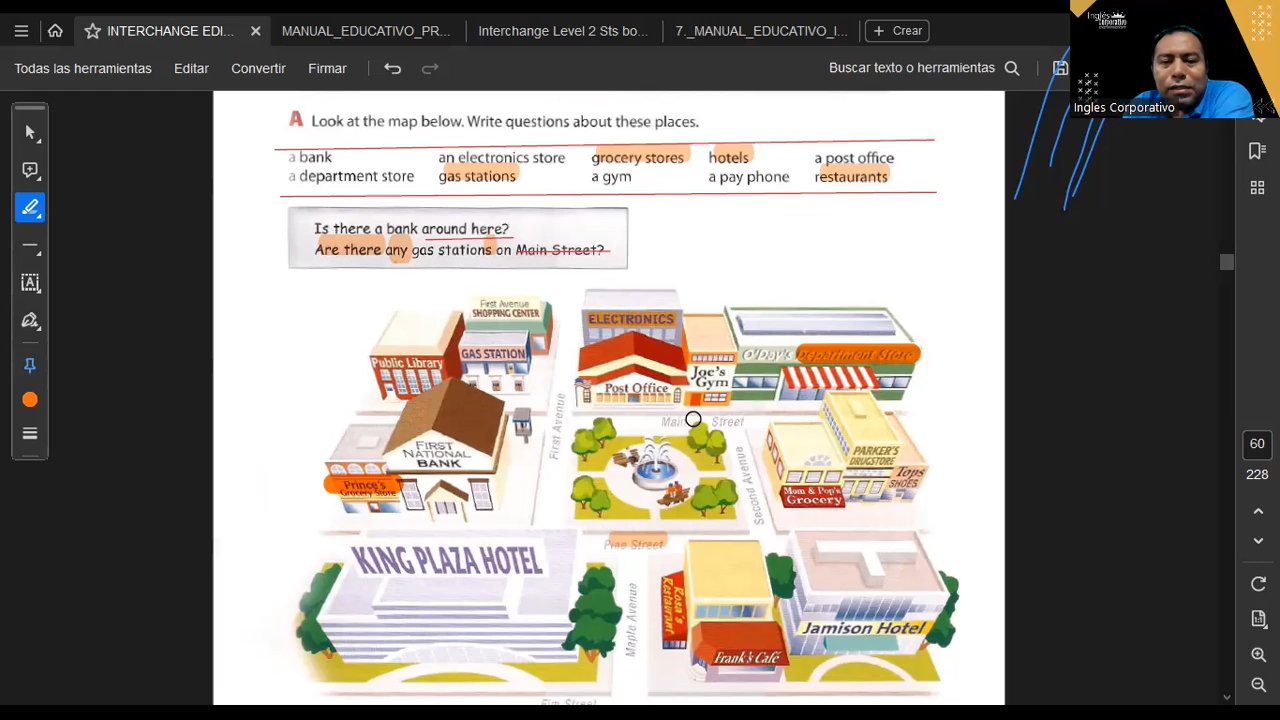 INTERCHANGE EDI...
MANUAL_EDUCATIVO_PR...
Interchange Level 2 Sts bo...
7._MANUAL_EDUCATIVO_I...
Crear
Todas las herramientas
Editar
Convertir
Firmar
Buscar texto o herramientas
Inglés
Corporativo
Ingles Corporativo
A Look at the map below. Write questions about these places.
a bank an electronics store grocery stores hotels a post office
a department store gas stations a gym a pay phone restaurants
Is there a bank around here?
Are there any gas stations on Main Street?
First Avenue
SHOPPING CENTER
GAS STATION
Public Library
ELECTRONICS
Post Office
Joe's
Gym
O'Day's Department Store
Main Street
First Avenue
FIRST
NATIONAL
BANK
Prince's
Grocery Store
Second Avenue
PARKER'S
DRUGSTORE
Tops
SHOES
Mom & Pop's
Grocery
Pine Street
KING PLAZA HOTEL
Maple Avenue
Rosa's
Restaurant
Frank's Café
Jamison Hotel
Elm Street
60
228